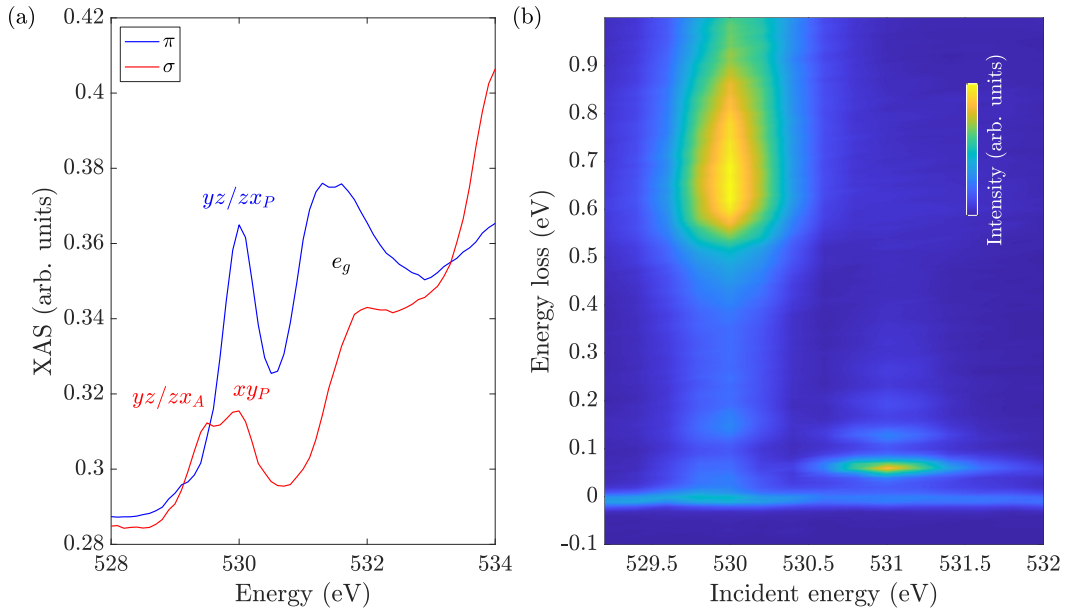 (a)
0.42
0.4
0.38
0.36
0.34
0.32
0.3
0.28
XAS (arb. units)
π
σ
yz/zx_P
e_g
yz/zx_A
xy_P
528
530
532
534
Energy (eV)
(b)
0.9
0.8
0.7
0.6
0.5
0.4
0.3
0.2
0.1
0
-0.1
Energy loss (eV)
Intensity (arb. units)
529.5
530
530.5
531
531.5
532
Incident energy (eV)